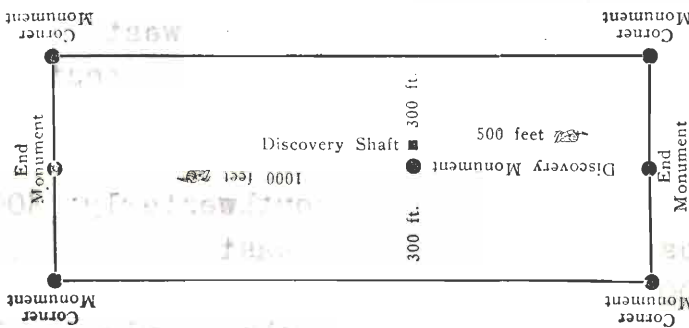 Corner
Monument
Corner
Monument
west
End
Monument
Discovery Shaft
300 ft.
500 feet
1000 feet
Discovery Monument
300 ft.
End
Monument
Corner
Monument
Corner
Monument